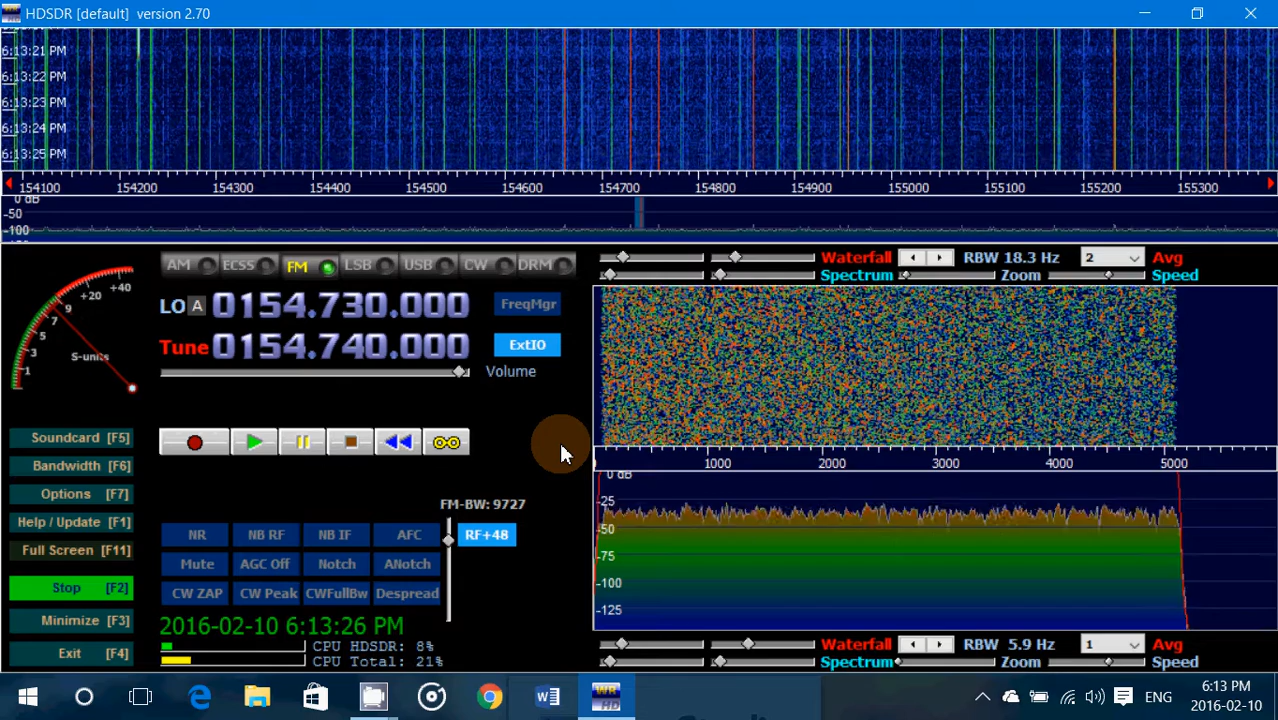 HDSDR [default] version 2.70
6:13:21 PM
6:13:22 PM
6:13:23 PM
6:13:24 PM
6:13:25 PM
154100 154200 154300 154400 154500 154600 154700 154800 154900 155000 155100 155200 155300
0 dB
-50
-100
AM ECSS FM LSB USB CW DRM
Waterfall RBW 18.3 Hz 2 Avg
Spectrum Zoom Speed
+20 +40
9
7
5
3
1
S-units
LO A 0154.730.000 FreqMgr
Tune 0154.740.000 ExtIO
Volume
Soundcard [F5]
Bandwidth [F6]
Options [F7]
Help / Update [F1]
Full Screen [F11]
Stop [F2]
Minimize [F3]
Exit [F4]
FM-BW: 9727
NR NB RF NB IF AFC RF+48
Mute AGC Off Notch ANotch
CW ZAP CW Peak CWFullBw Despread
2016-02-10 6:13:26 PM
CPU HDSDR: 8%
CPU Total: 21%
1000 2000 3000 4000 5000
0 dB
-25
-50
-75
-100
-125
Waterfall RBW 5.9 Hz 1 Avg
Spectrum Zoom Speed
ENG
6:13 PM
2016-02-10